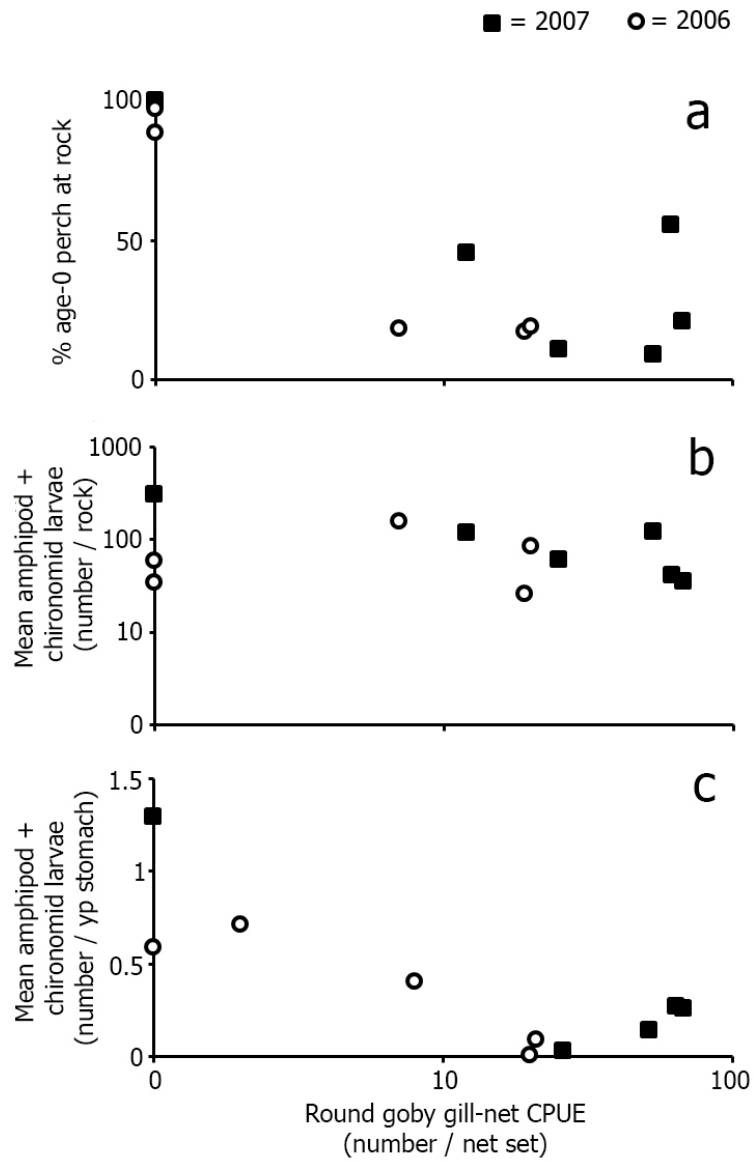 ■ = 2007 ○ = 2006
a
100
50
0
% age-0 perch at rock
b
1000
100
10
0
Mean amphipod +
chironomid larvae
(number / rock)
c
1.5
1
0.5
0
Mean amphipod +
chironomid larvae
(number / yp stomach)
0 10 100
Round goby gill-net CPUE
(number / net set)